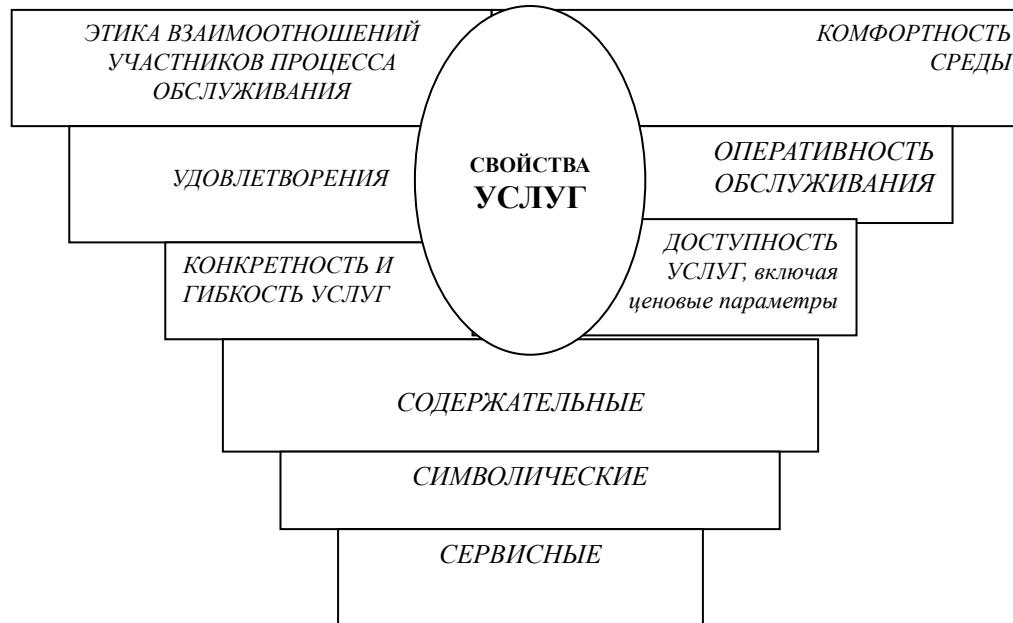 ЭТИКА ВЗАИМООТНОШЕНИЙ
УЧАСТНИКОВ ПРОЦЕССА
ОБСЛУЖИВАНИЯ
КОМФОРТНОСТЬ
СРЕДЫ
СВОЙСТВА
УСЛУГ
УДОВЛЕТВОРЕНИЯ
ОПЕРАТИВНОСТЬ
ОБСЛУЖИВАНИЯ
КОНКРЕТНОСТЬ И
ГИБКОСТЬ УСЛУГ
ДОСТУПНОСТЬ
УСЛУГ, включая
ценовые параметры
СОДЕРЖАТЕЛЬНЫЕ
СИМВОЛИЧЕСКИЕ
СЕРВИСНЫЕ